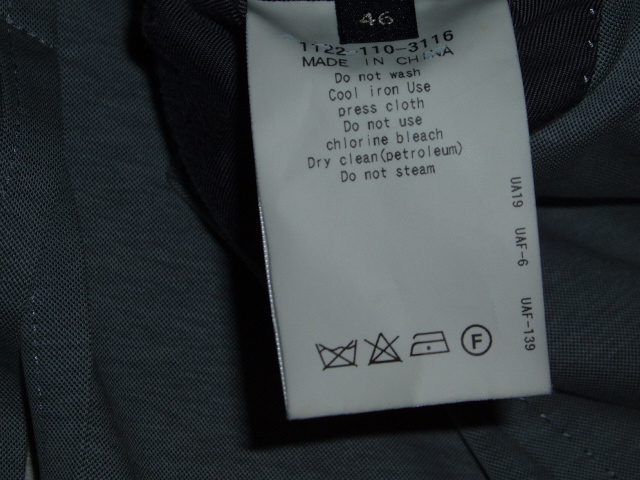 46
1122-110-3116
MADE IN CHINA
Do not wash
Cool iron Use
press cloth
Do not use
chlorine bleach
Dry clean(petroleum)
Do not steam
UA19 UAF-6 UAF-139
F